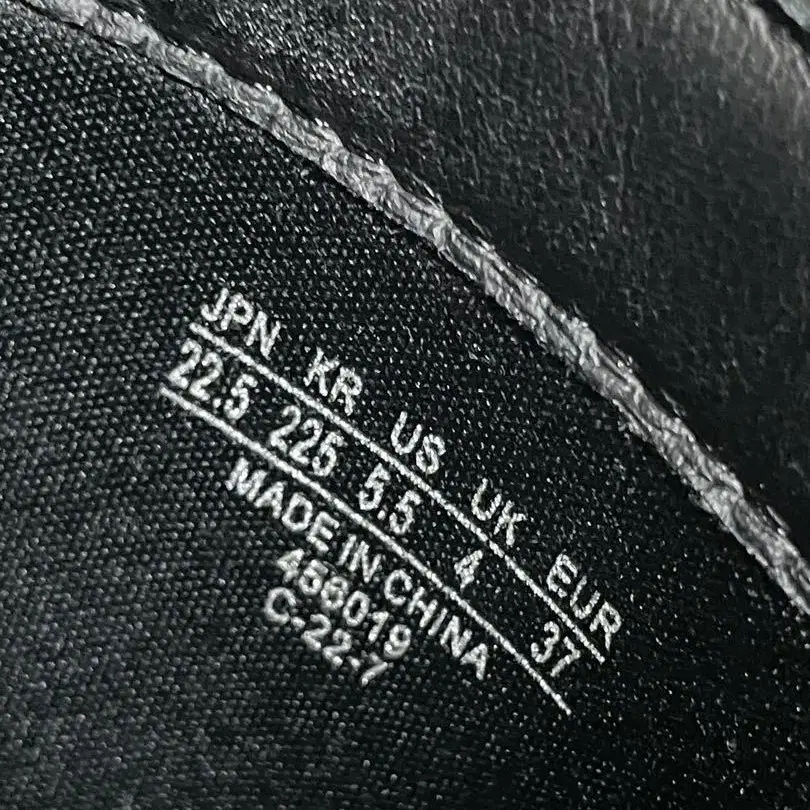 JPN KR US UK EUR
22.5 225 5.5 4 37
MADE IN CHINA
456019
C-22-7